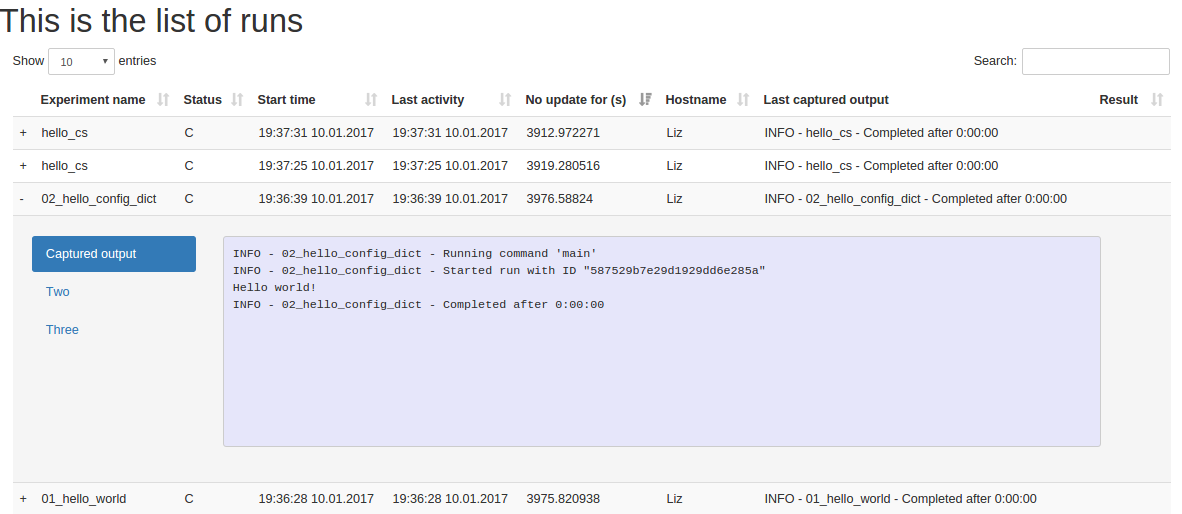 This is the list of runs
Show 10 entries Search:
Experiment name Status Start time Last activity No update for (s) Hostname Last captured output Result
+ hello_cs C 19:37:31 10.01.2017 19:37:31 10.01.2017 3912.972271 Liz INFO - hello_cs - Completed after 0:00:00
+ hello_cs C 19:37:25 10.01.2017 19:37:25 10.01.2017 3919.280516 Liz INFO - hello_cs - Completed after 0:00:00
- 02_hello_config_dict C 19:36:39 10.01.2017 19:36:39 10.01.2017 3976.58824 Liz INFO - 02_hello_config_dict - Completed after 0:00:00
Captured output
Two
Three
INFO - 02_hello_config_dict - Running command 'main'
INFO - 02_hello_config_dict - Started run with ID "587529b7e29d1929dd6e285a"
Hello world!
INFO - 02_hello_config_dict - Completed after 0:00:00
+ 01_hello_world C 19:36:28 10.01.2017 19:36:28 10.01.2017 3975.820938 Liz INFO - 01_hello_world - Completed after 0:00:00